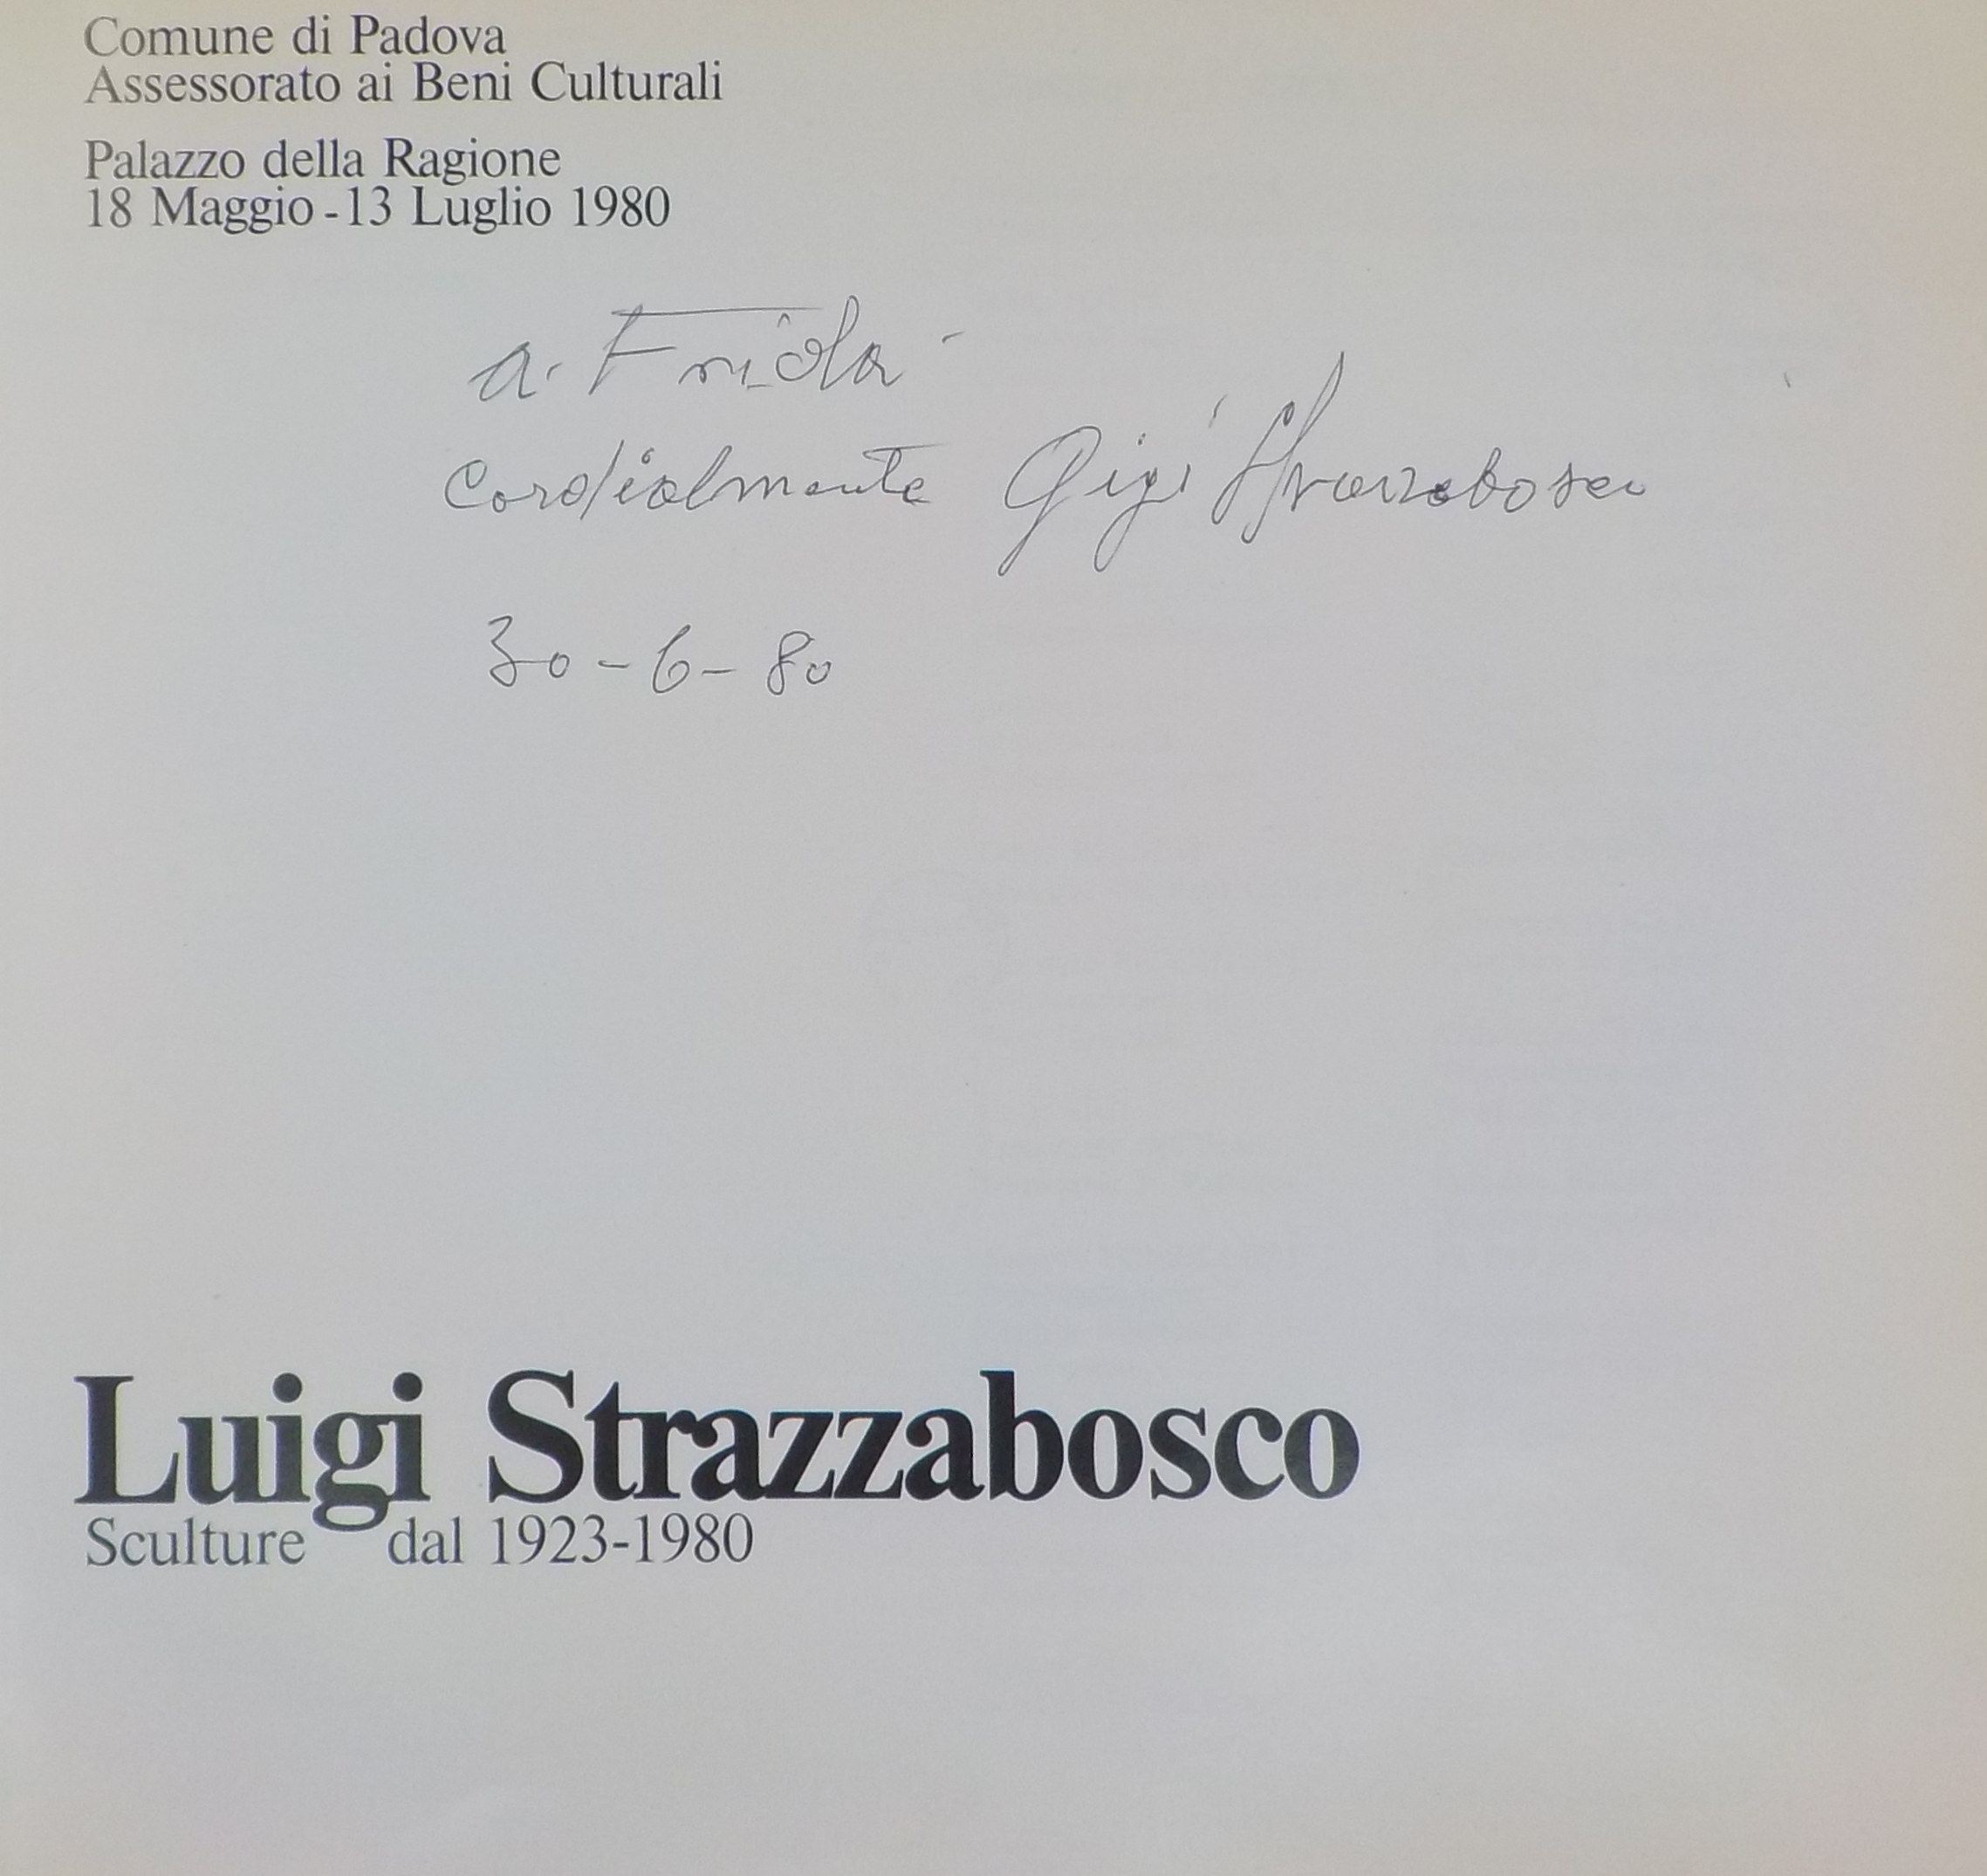 Comune di Padova
Assessorato ai Beni Culturali
Palazzo della Ragione
18 Maggio - 13 Luglio 1980
a Frida
Cordialmente Gigi Strazzabosco
30-6-80
Luigi Strazzabosco
Sculture dal 1923-1980